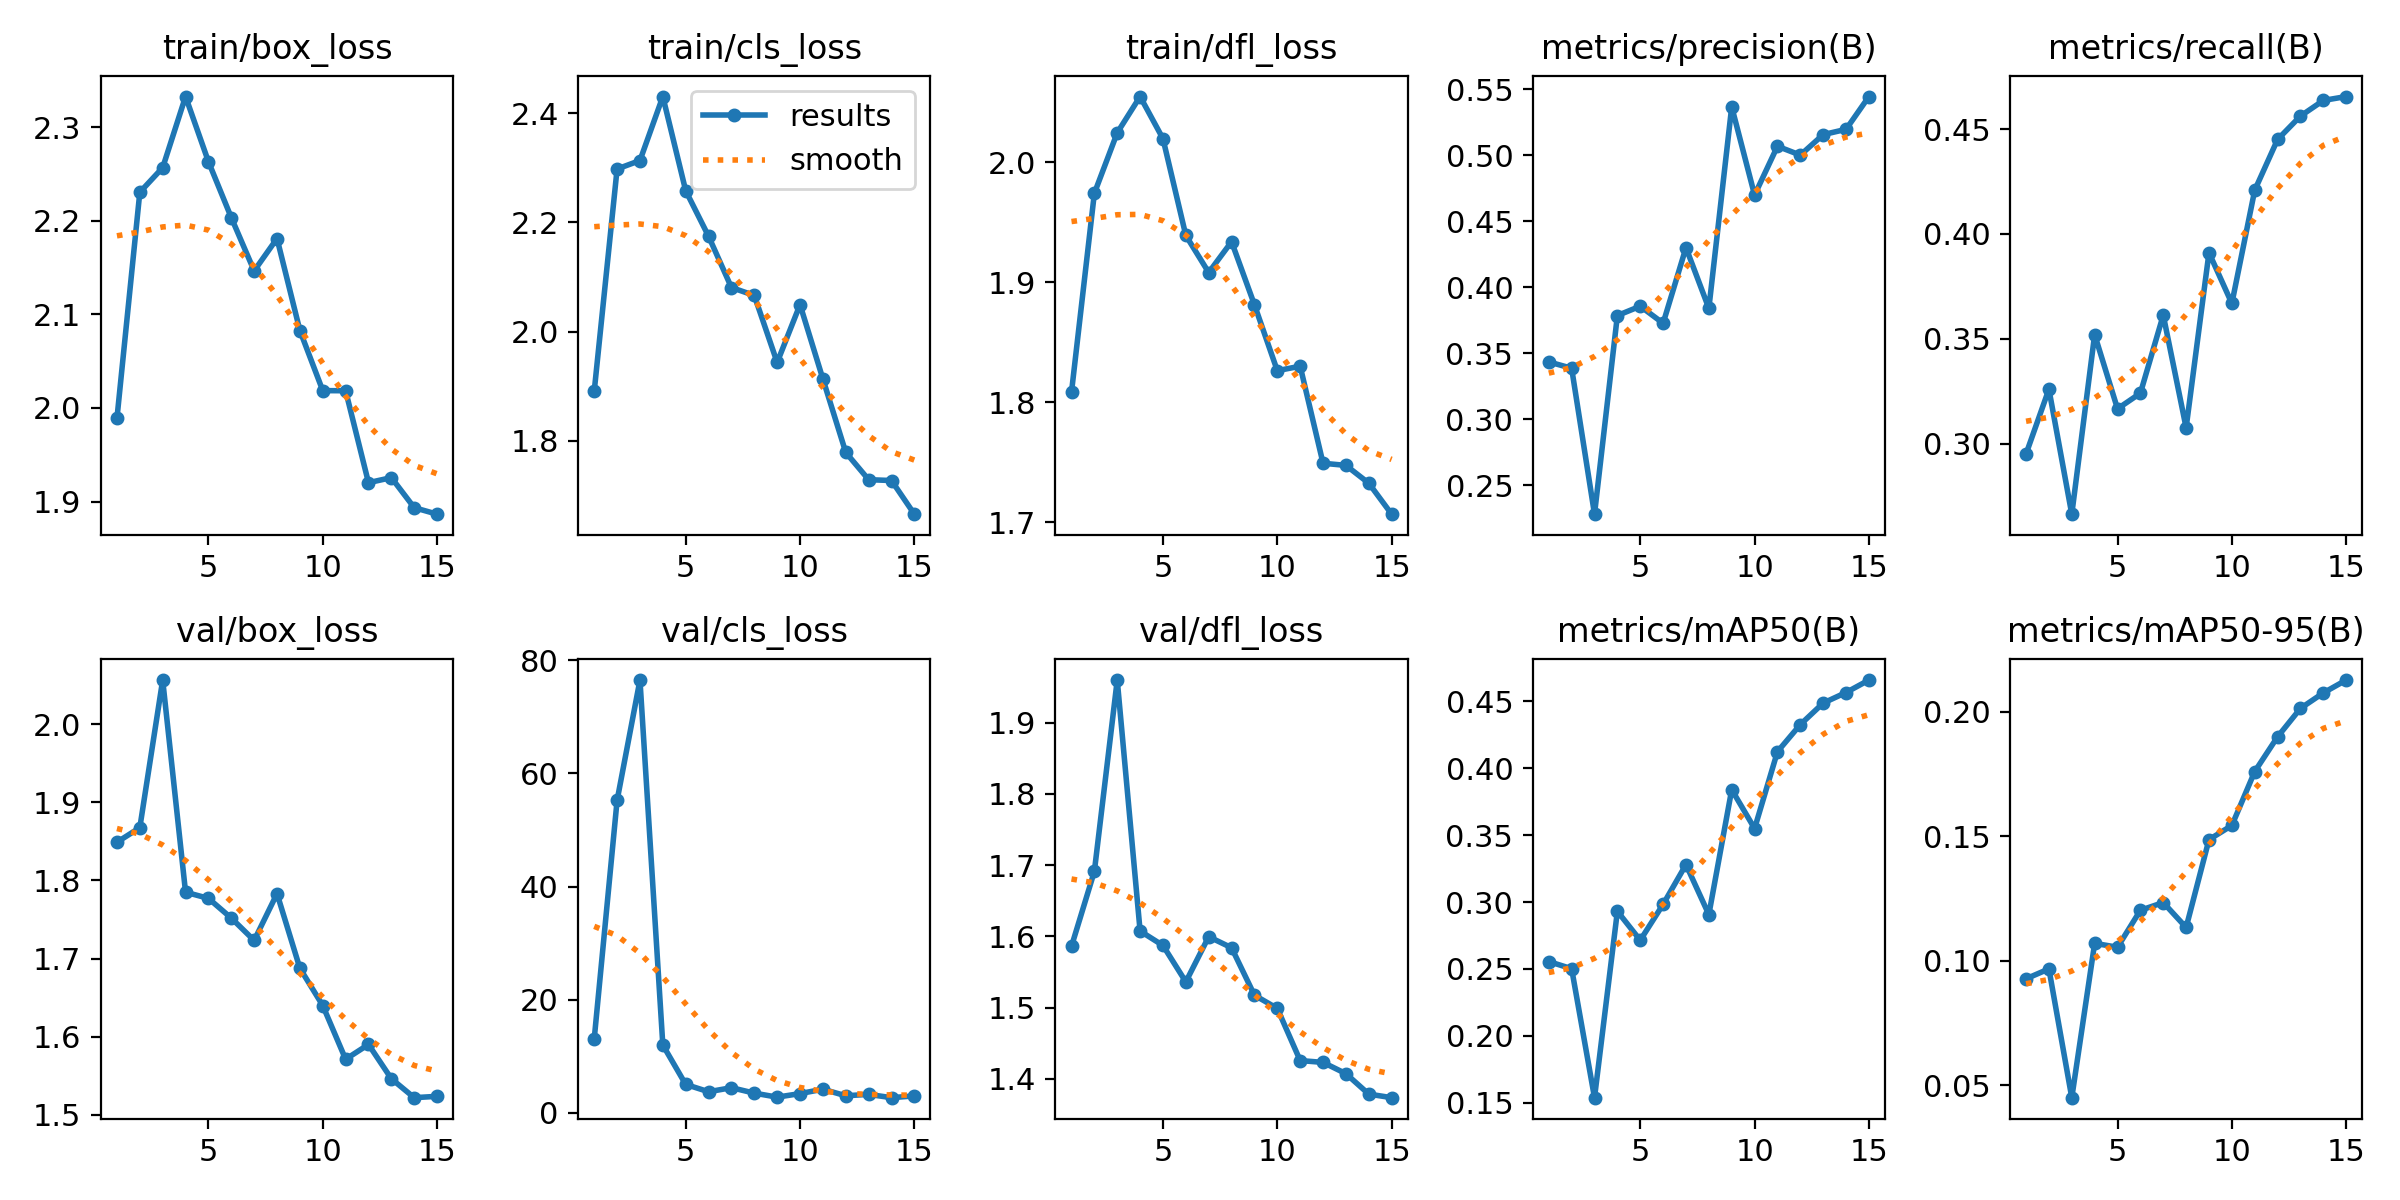 train/box_loss
2.3
2.2
2.1
2.0
1.9
5 10 15
train/cls_loss
results
smooth
2.4
2.2
2.0
1.8
5 10 15
train/dfl_loss
2.0
1.9
1.8
1.7
5 10 15
metrics/precision(B)
0.55
0.50
0.45
0.40
0.35
0.30
0.25
5 10 15
metrics/recall(B)
0.45
0.40
0.35
0.30
5 10 15
val/box_loss
2.0
1.9
1.8
1.7
1.6
1.5
5 10 15
val/cls_loss
80
60
40
20
0
5 10 15
val/dfl_loss
1.9
1.8
1.7
1.6
1.5
1.4
5 10 15
metrics/mAP50(B)
0.45
0.40
0.35
0.30
0.25
0.20
0.15
5 10 15
metrics/mAP50-95(B)
0.20
0.15
0.10
0.05
5 10 15